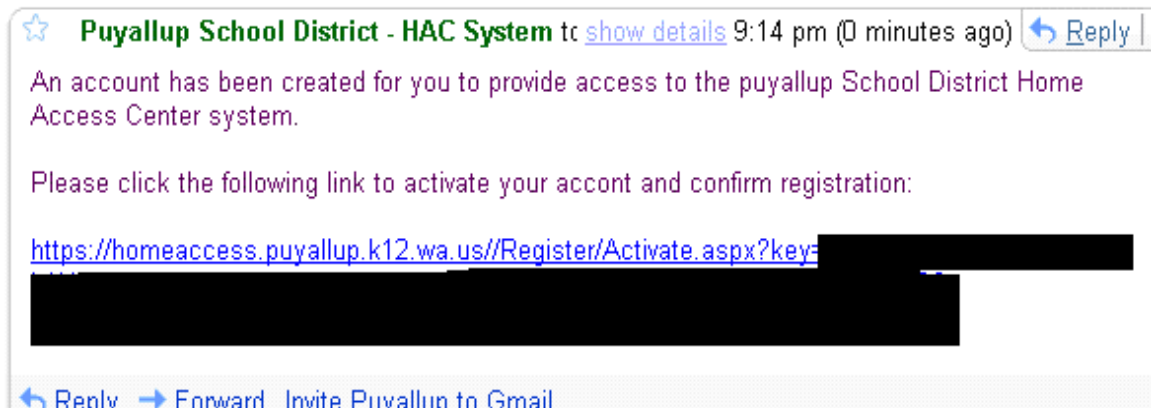 Puyallup School District - HAC System to show details 9:14 pm (0 minutes ago) Reply
An account has been created for you to provide access to the puyallup School District Home
Access Center system.
Please click the following link to activate your accont and confirm registration:
https://homeaccess.puyallup.k12.wa.us//Register/Activate.aspx?key=
Reply Forward Invite Puyallup to Gmail